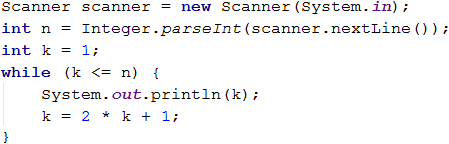 Scanner scanner = new Scanner(System.in);
int n = Integer.parseInt(scanner.nextLine());
int k = 1;
while (k <= n) {
    System.out.println(k);
    k = 2 * k + 1;
}